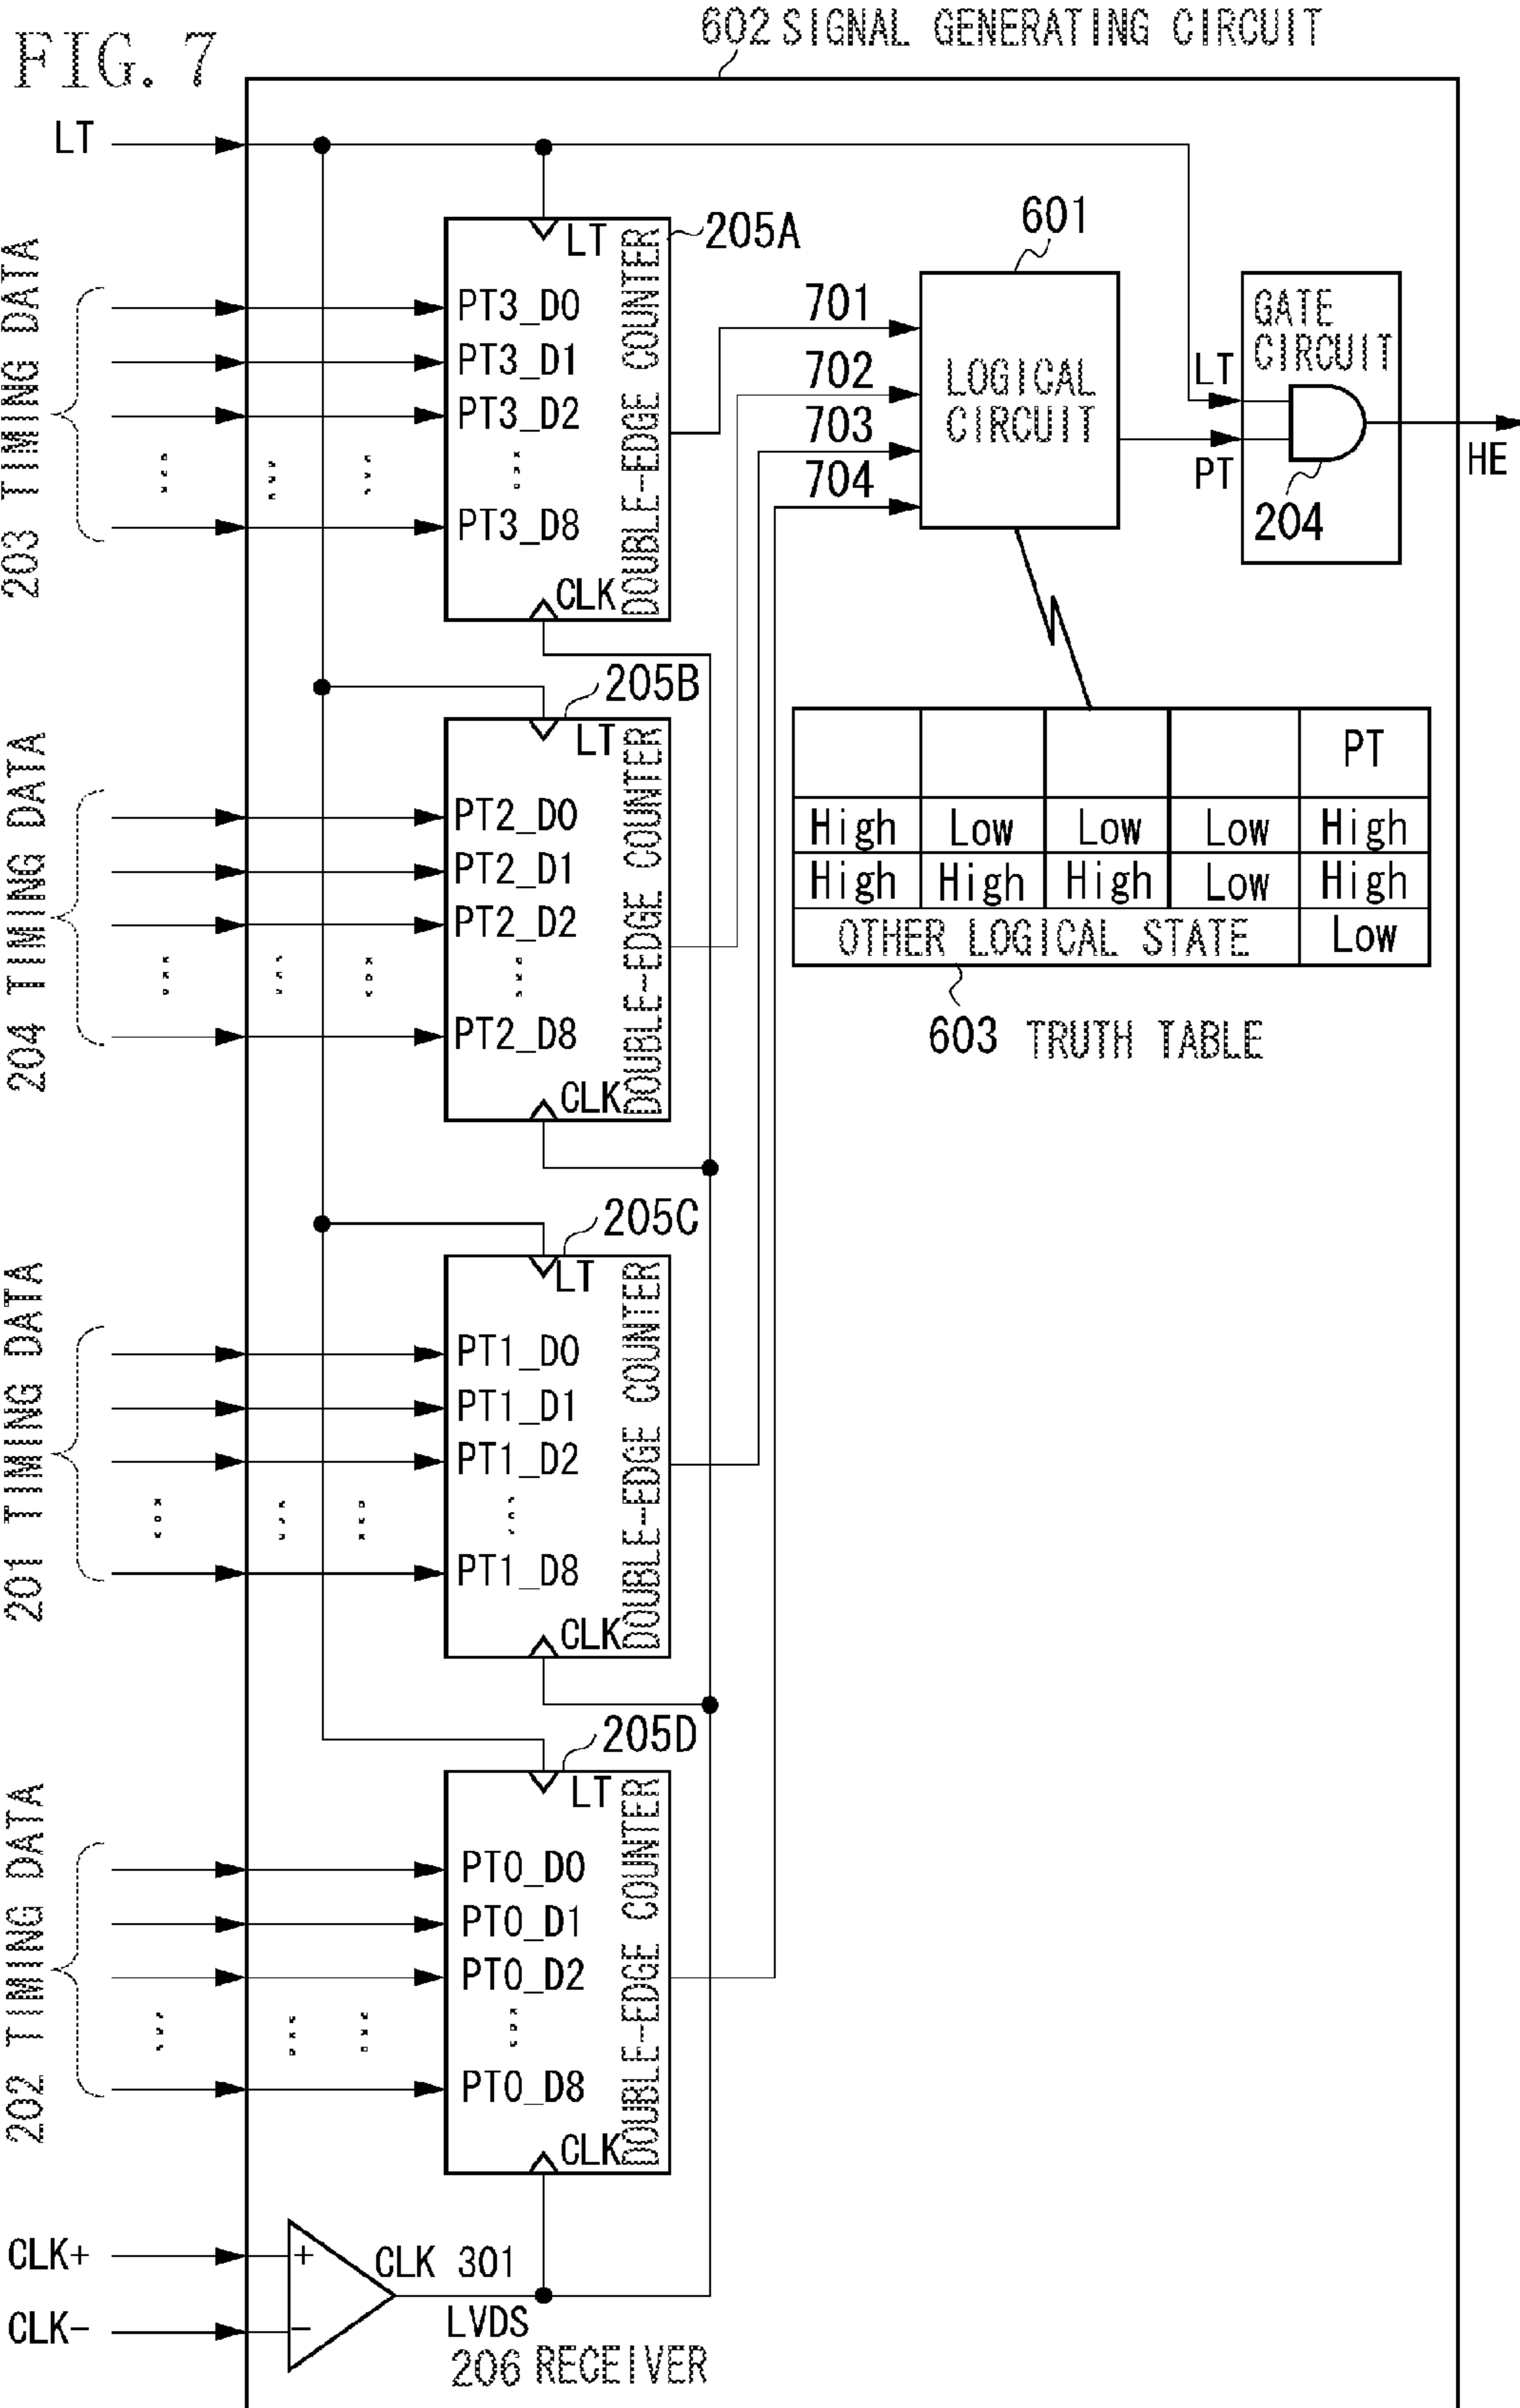 FIG. 7
602 SIGNAL GENERATING CIRCUIT
LT
203 TIMING DATA
LT
PT3_D0
PT3_D1
PT3_D2
PT3_D8
CLK
DOUBLE-EDGE COUNTER
205A
701
702
703
704
601
LOGICAL
CIRCUIT
LT
PT
GATE
CIRCUIT
204
HE
204 TIMING DATA
205B
LT
PT2_D0
PT2_D1
PT2_D2
PT2_D8
CLK
DOUBLE-EDGE COUNTER
PT
High Low Low Low High
High High High Low High
OTHER LOGICAL STATE Low
603 TRUTH TABLE
201 TIMING DATA
205C
LT
PT1_D0
PT1_D1
PT1_D2
PT1_D8
CLK
DOUBLE-EDGE COUNTER
202 TIMING DATA
205D
LT
PT0_D0
PT0_D1
PT0_D2
PT0_D8
CLK
DOUBLE-EDGE COUNTER
CLK+
CLK-
+
−
CLK 301
LVDS
206 RECEIVER